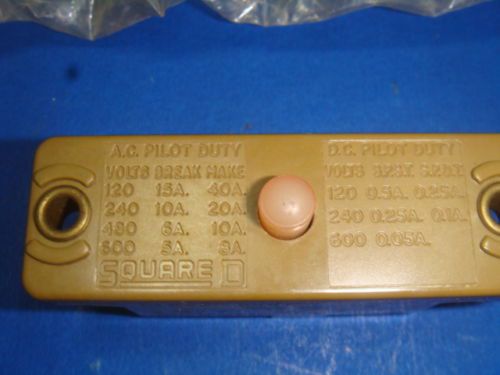 A.C. PILOT DUTY
VOLTS BREAK MAKE
120 15A. 40A.
240 10A. 20A.
480 6A. 10A.
600 5A. 8A.
SQUARE D
D.C. PILOT DUTY
VOLTS S.P.S.T. S.P.D.T.
120 0.5A. 0.25A.
240 0.25A. 0.1A.
600 0.05A.